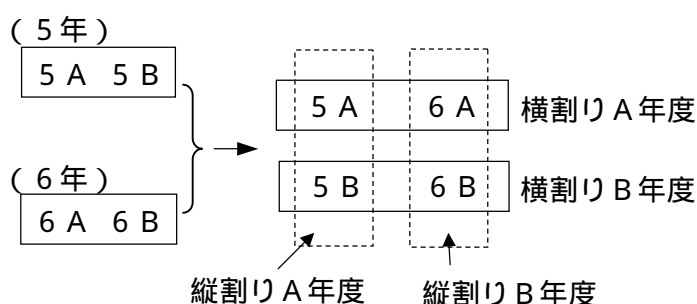 (5年)
5A 5B
(6年)
6A 6B
5A 6A 横割りA年度
5B 6B 横割りB年度
縦割りA年度 縦割りB年度